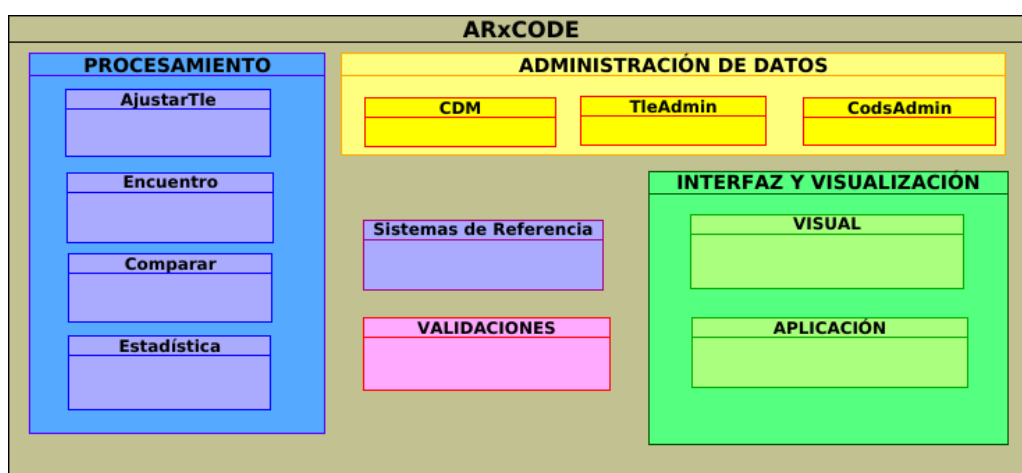 ARxCODE
PROCESAMIENTO
AjustarTle
Encuentro
Comparar
Estadística
ADMINISTRACIÓN DE DATOS
CDM
TleAdmin
CodsAdmin
Sistemas de Referencia
VALIDACIONES
INTERFAZ Y VISUALIZACIÓN
VISUAL
APLICACIÓN